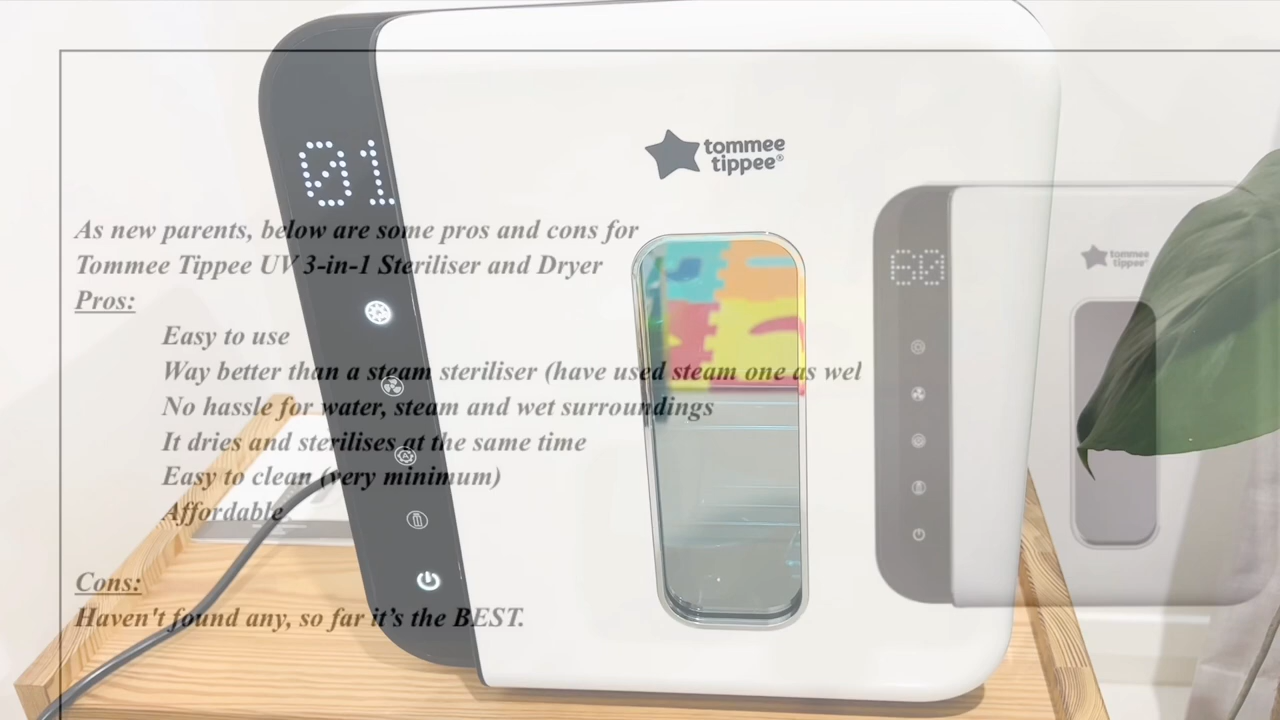 01
tommee
tippee®
As new parents, below are some pros and cons for
Tommee Tippee UV 3-in-1 Steriliser and Dryer
Pros:
Easy to use
Way better than a steam steriliser (have used steam one as wel
No hassle for water, steam and wet surroundings
It dries and sterilises at the same time
Easy to clean (very minimum)
Affordable
Cons:
Haven't found any, so far it’s the BEST.
tommee
tippee